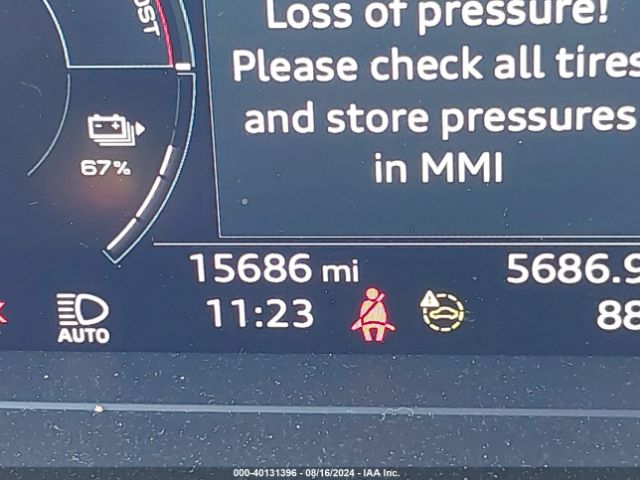 Loss of pressure!
Please check all tires
and store pressures
in MMI
67%
15686 mi
5686.9
11:23
88
AUTO
000-40131396 - 08/16/2024 - IAA Inc.